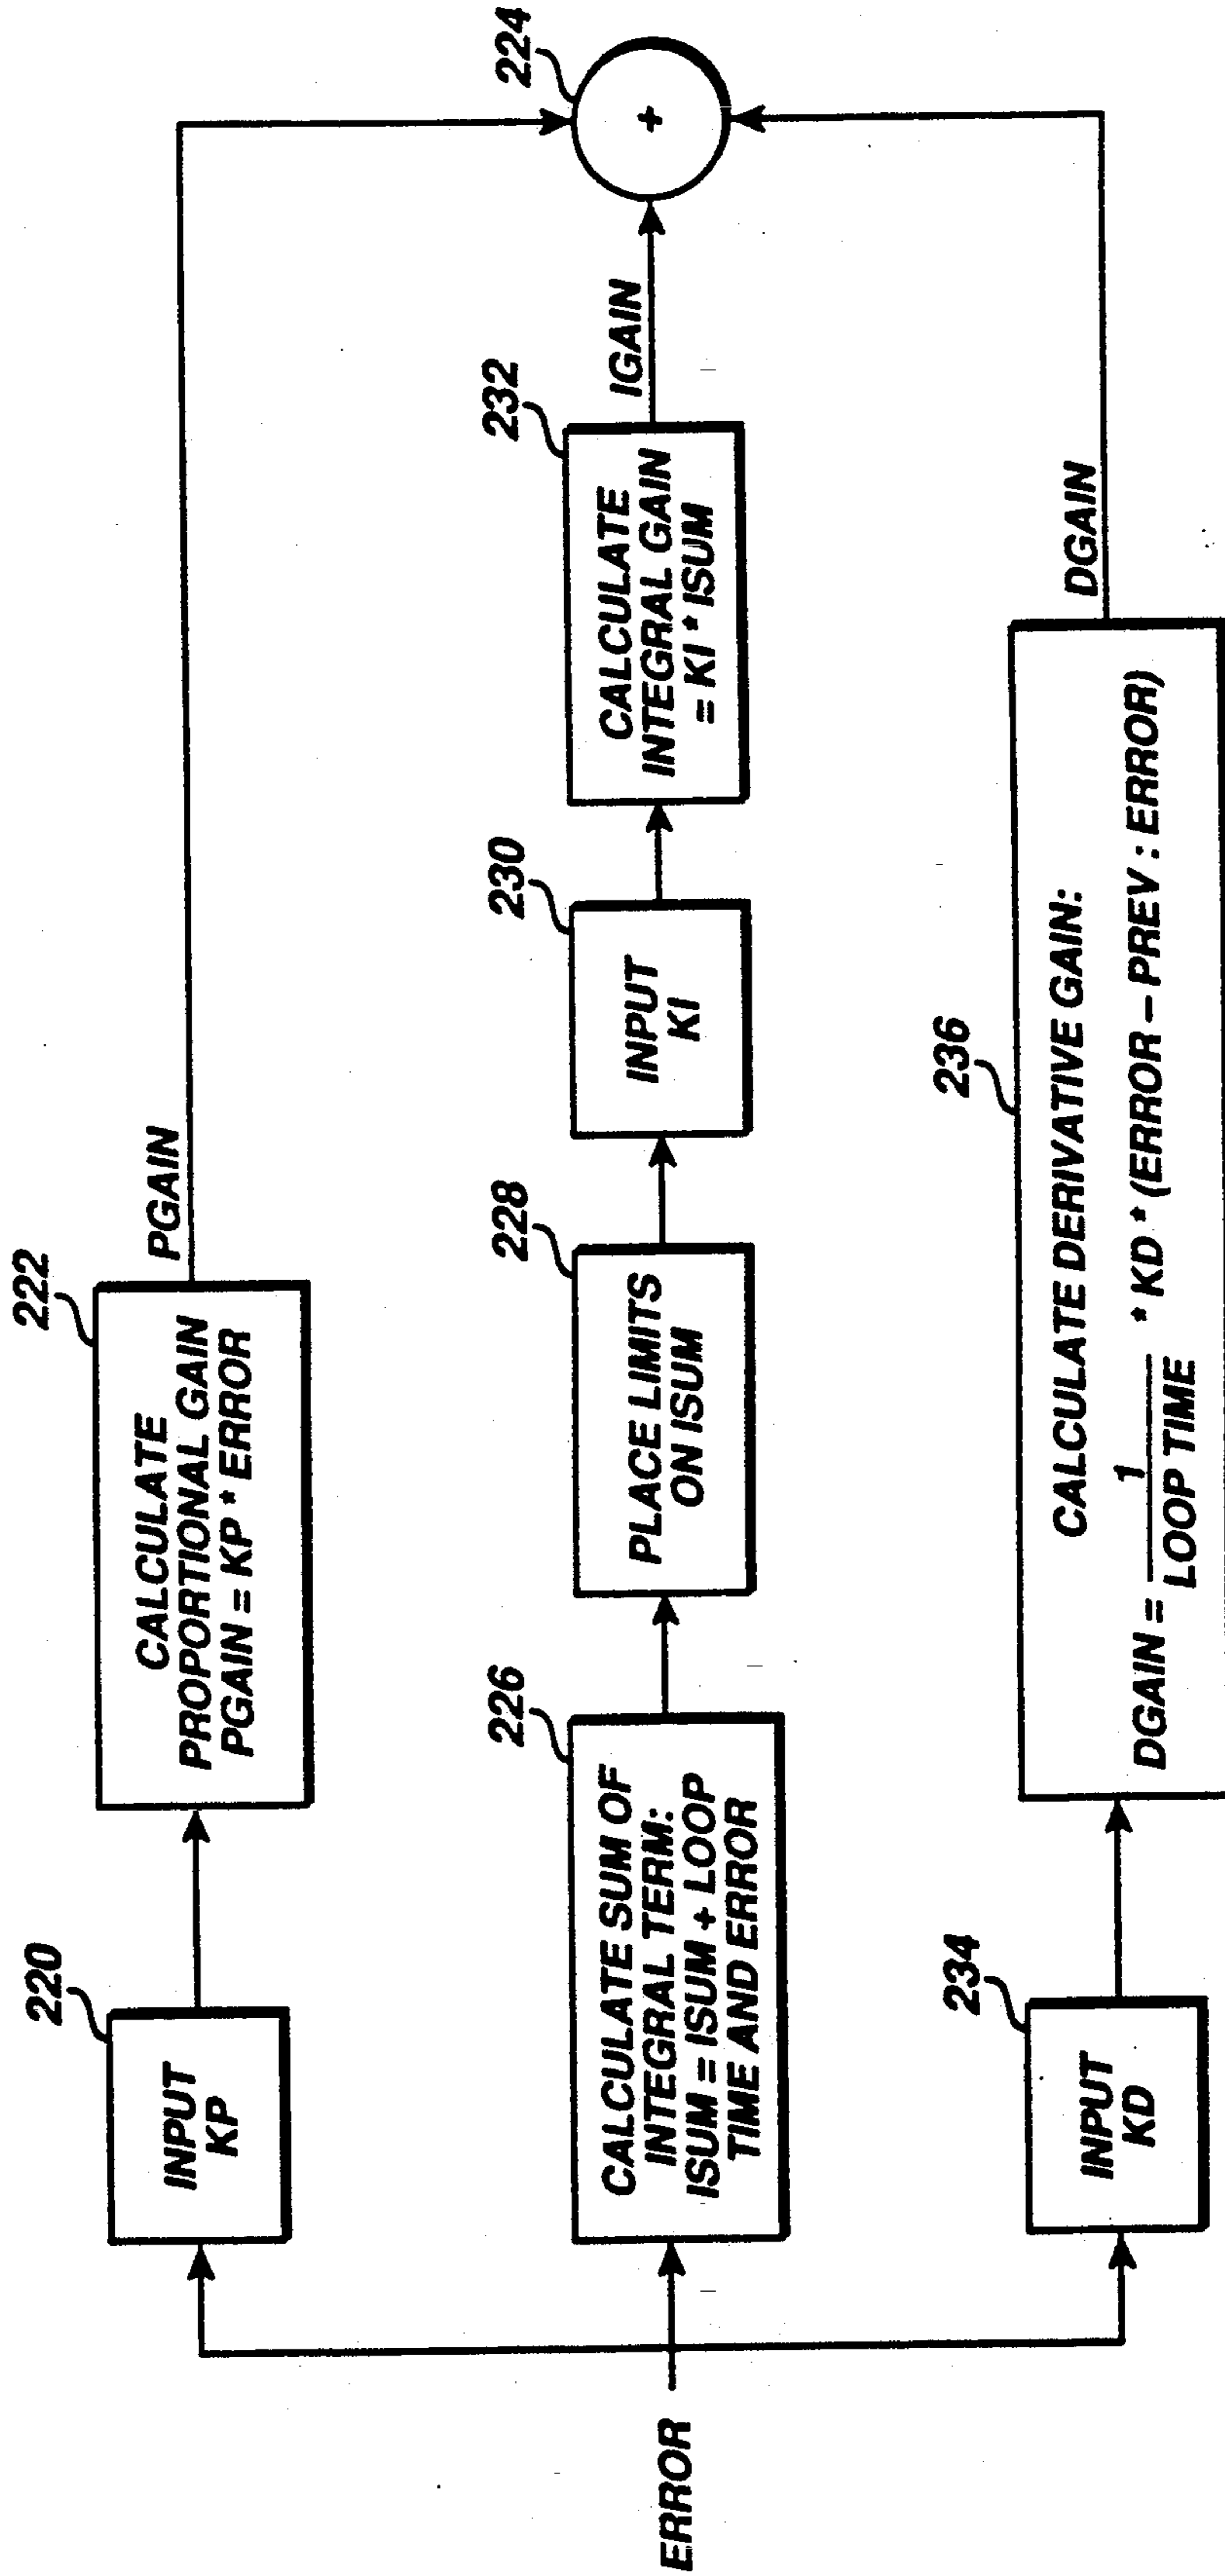 ERROR
220
INPUT
KP
222
CALCULATE
PROPORTIONAL GAIN
PGAIN = KP * ERROR
PGAIN
226
CALCULATE SUM OF
INTEGRAL TERM:
ISUM = ISUM + LOOP
TIME AND ERROR
228
PLACE LIMITS
ON ISUM
230
INPUT
KI
232
CALCULATE
INTEGRAL GAIN
= KI * ISUM
IGAIN
224
+
234
INPUT
KD
236
CALCULATE DERIVATIVE GAIN:
DGAIN = 1 / LOOP TIME * KD * (ERROR – PREV : ERROR)
DGAIN